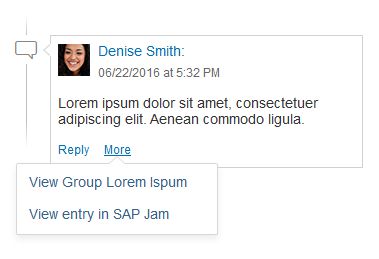 Denise Smith:
06/22/2016 at 5:32 PM
Lorem ipsum dolor sit amet, consectetuer
adipiscing elit. Aenean commodo ligula.
Reply More
View Group Lorem Ispum
View entry in SAP Jam